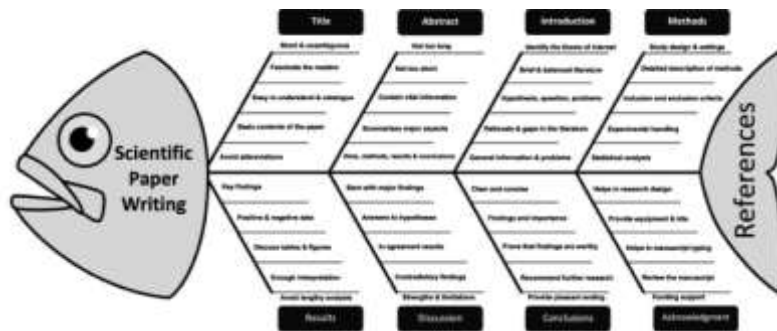 Title
Abstract
Introduction
Methods
Short & unambiguous
Not too long
Identify the thesis of interest
Study design & settings
Fascinate the readers
Not too short
Brief & balanced literature
Detailed description of methods
Easy to understand & catalogue
Contain vital information
Hypothesis, question, problems
Inclusion and exclusion criteria
Basic contents of the paper
Summarizes major aspects
Rationale & gaps in the literature
Experimental handling
Avoid abbreviations
methods, results & conclusions
General information & problems
Statistical analysis
Scientific
Paper
Writing
References
Key findings
Start with major findings
Clear and concise
Helps in research design
Positive & negative data
Answers to hypotheses
Findings and importance
Provide equipment & kits
Discuss tables & figures
In agreement results
Prove that findings are worthy
Helps in manuscript typing
Enough interpretation
Contradictory findings
Recommend further research
Review the manuscript
Avoid lengthy analysis
Strengths & limitations
Provide pleasant ending
Funding support
Results
Discussion
Conclusions
Acknowledgment